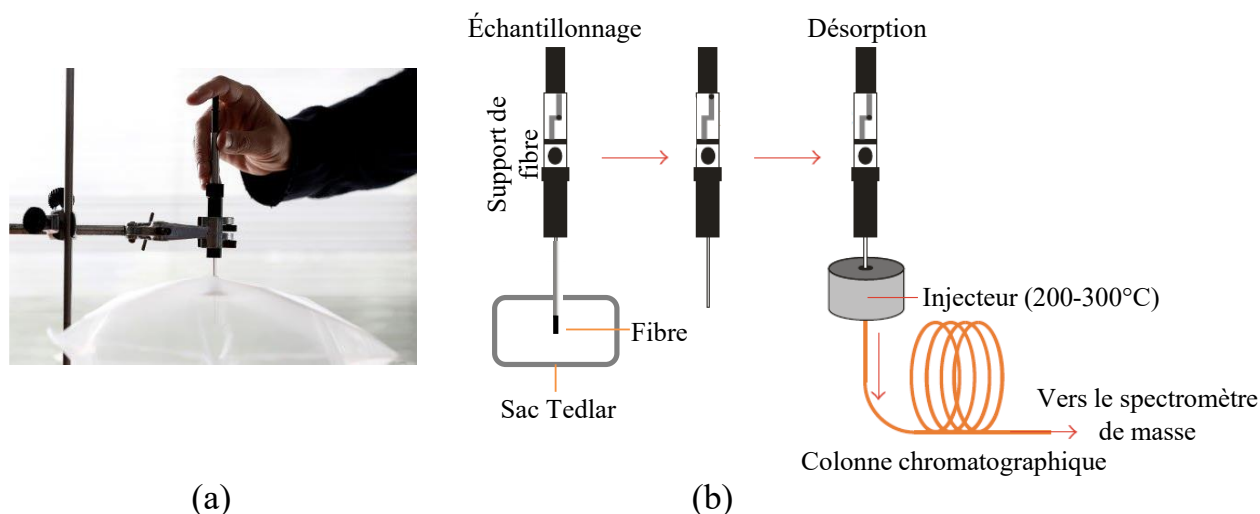 Échantillonnage
Désorption
Support de
fibre
Injecteur (200-300°C)
Fibre
Sac Tedlar
Vers le spectromètre
de masse
Colonne chromatographique
(a)
(b)